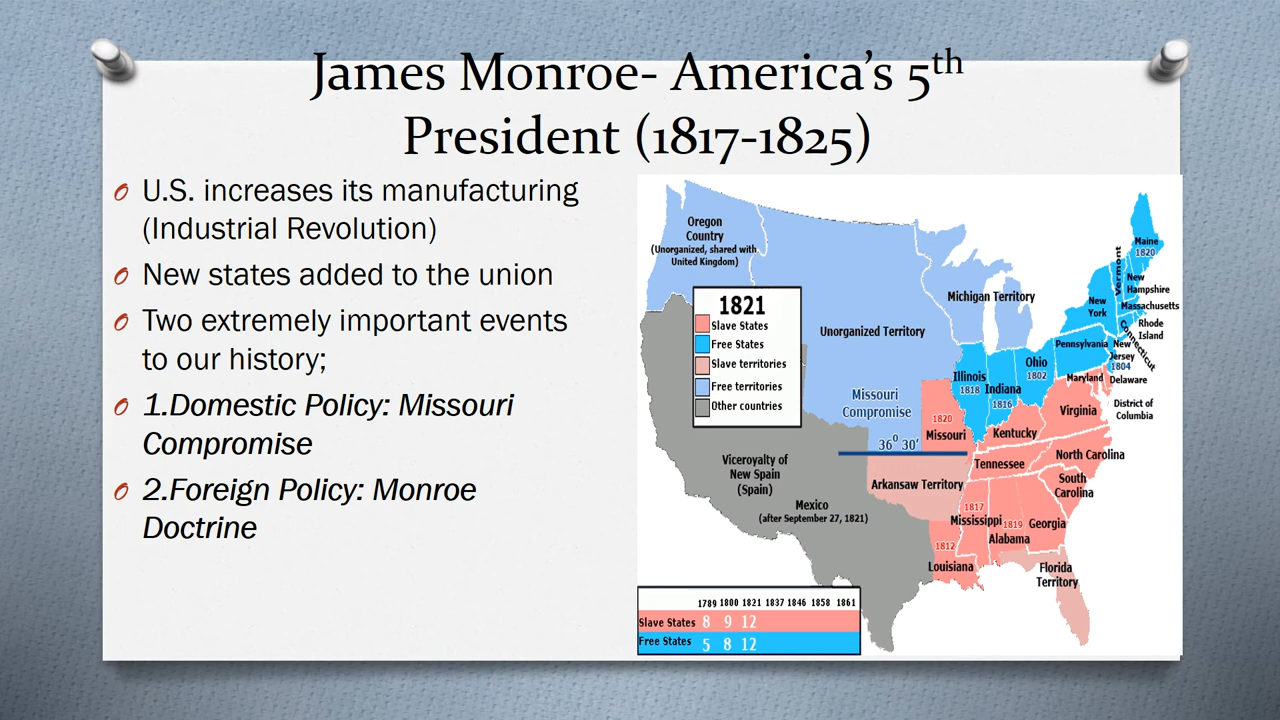 James Monroe- America’s 5th
President (1817-1825)
O U.S. increases its manufacturing
(Industrial Revolution)
O New states added to the union
O Two extremely important events
to our history;
O 1.Domestic Policy: Missouri
Compromise
O 2.Foreign Policy: Monroe
Doctrine
Oregon
Country
(Unorganized, shared with
United Kingdom)
1821
Slave States
Free States
Slave territories
Free territories
Other countries
Unorganized Territory
Michigan Territory
Maine
1820
Vermont
New
Hampshire
Massachusetts
New
York
Rhode
Island
Connecticut
Pennsylvania
New
Jersey
1804
Ohio
1802
Illinois
1818
Indiana
1816
Maryland
Delaware
District of
Columbia
Virginia
Missouri
Compromise
36⁰ 30'
1820
Missouri
Kentucky
North Carolina
Tennessee
South
Carolina
Arkansaw Territory
Viceroyalty of
New Spain
(Spain)
Mexico
(after September 27, 1821)
1817
Mississippi
1819
Alabama
Georgia
1812
Louisiana
Florida
Territory
1789 1800 1821 1837 1846 1858 1861
Slave States 8 9 12
Free States 5 8 12